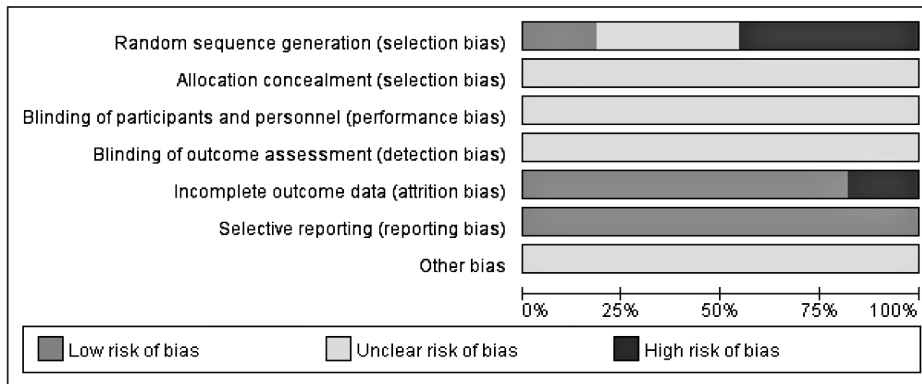 Random sequence generation (selection bias)
Allocation concealment (selection bias)
Blinding of participants and personnel (performance bias)
Blinding of outcome assessment (detection bias)
Incomplete outcome data (attrition bias)
Selective reporting (reporting bias)
Other bias
0% 25% 50% 75% 100%
Low risk of bias Unclear risk of bias High risk of bias